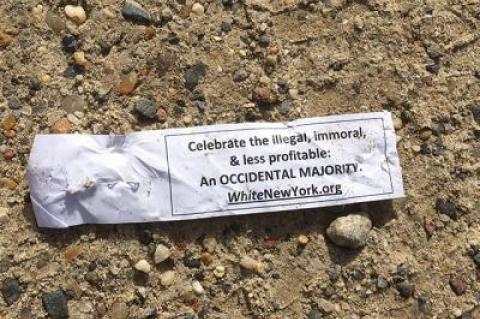 Celebrate the illegal, immoral,
& less profitable:
An OCCIDENTAL MAJORITY.
WhiteNewYork.org